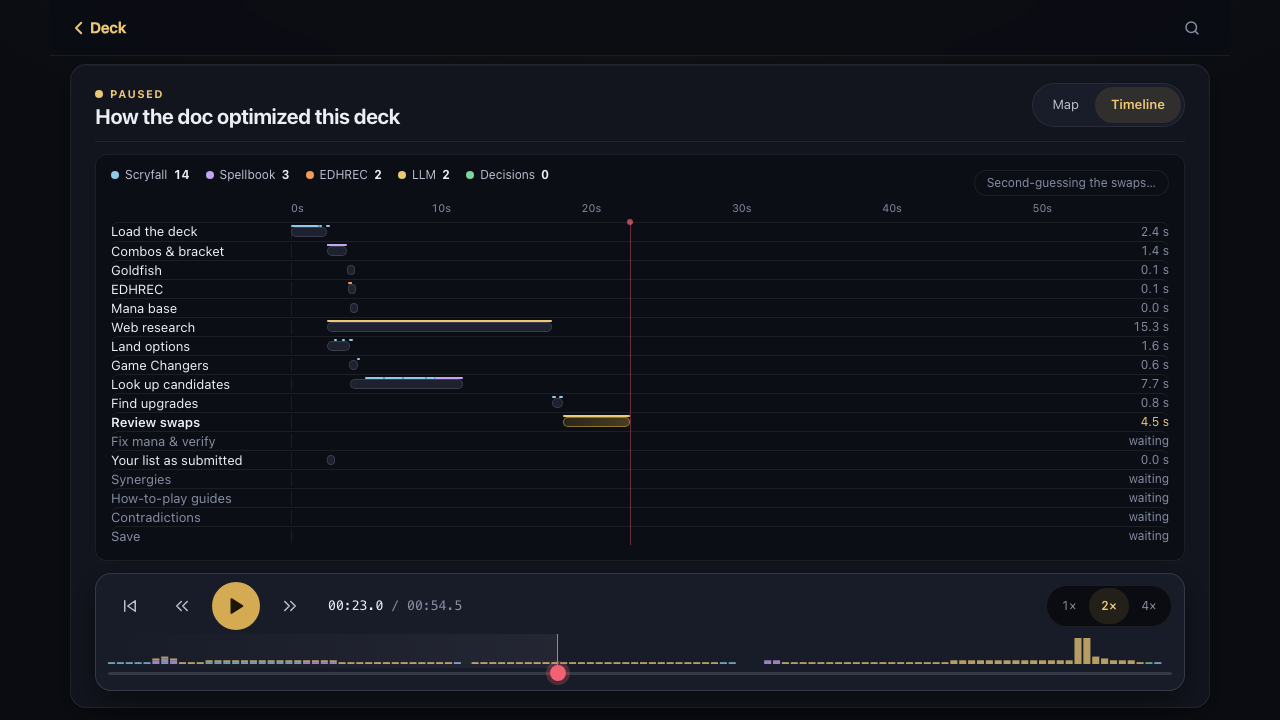 Deck
PAUSED
How the doc optimized this deck
Map Timeline
Scryfall 14 Spellbook 3 EDHREC 2 LLM 2 Decisions 0
Second-guessing the swaps...
0s 10s 20s 30s 40s 50s
Load the deck 2.4 s
Combos & bracket 1.4 s
Goldfish 0.1 s
EDHREC 0.1 s
Mana base 0.0 s
Web research 15.3 s
Land options 1.6 s
Game Changers 0.6 s
Look up candidates 7.7 s
Find upgrades 0.8 s
Review swaps 4.5 s
Fix mana & verify waiting
Your list as submitted 0.0 s
Synergies waiting
How-to-play guides waiting
Contradictions waiting
Save waiting
00:23.0 / 00:54.5
1× 2× 4×